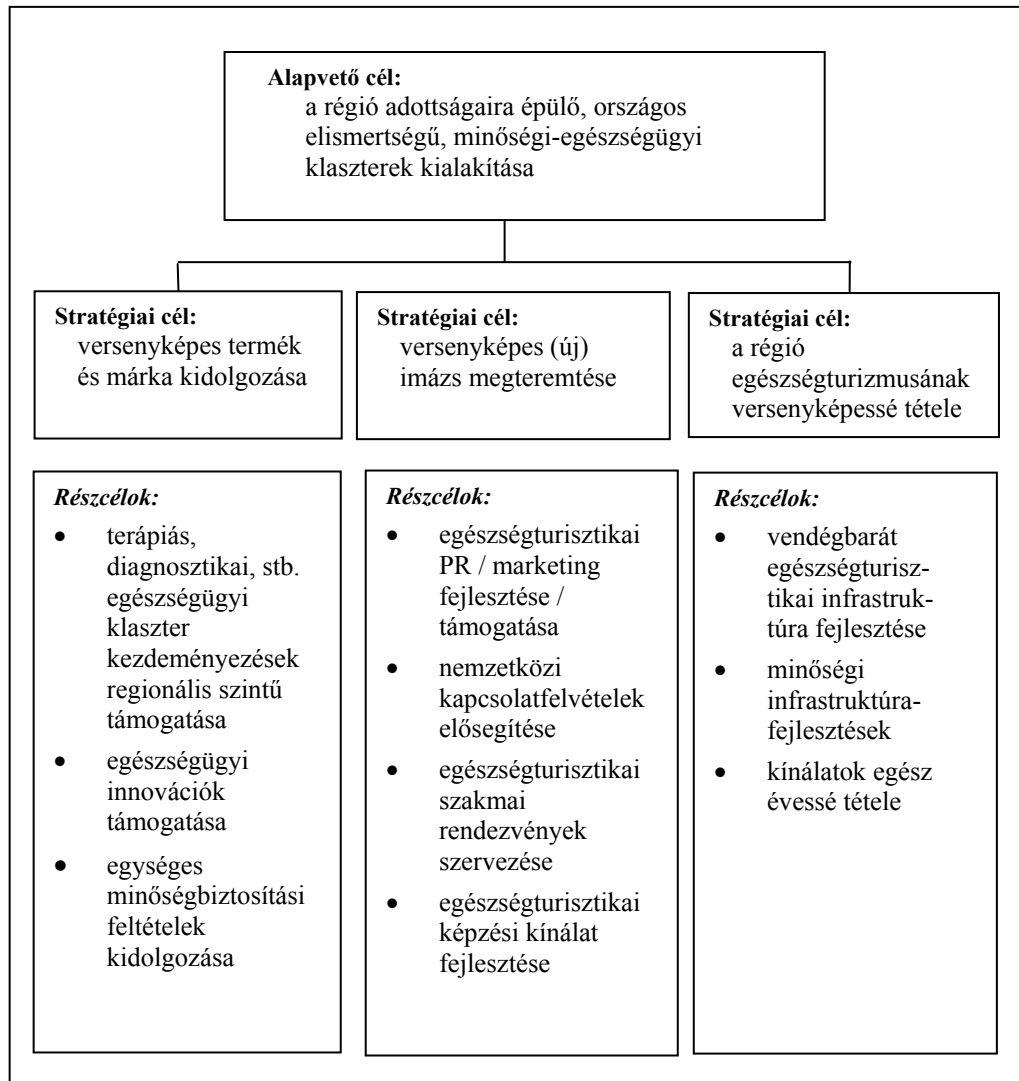 Alapvető cél:
a régió adottságaira épülő, országos
elismertségű, minőségi-egészségügyi
klaszterek kialakítása
Stratégiai cél:
versenyképes termék
és márka kidolgozása
Stratégiai cél:
versenyképes (új)
imázs megteremtése
Stratégiai cél:
a régió
egészségturizmusának
versenyképessé tétele
Részcélok:
• terápiás,
diagnosztikai, stb.
egészségügyi
klaszter
kezdeményezések
regionális szintű
támogatása
• egészségügyi
innovációk
támogatása
• egységes
minőségbiztosítási
feltételek
kidolgozása
Részcélok:
• egészségturisztikai
PR / marketing
fejlesztése /
támogatása
• nemzetközi
kapcsolatfelvételek
elősegítése
• egészségturisztikai
szakmai
rendezvények
szervezése
• egészségturisztikai
képzési kínálat
fejlesztése
Részcélok:
• vendégbarát
egészségturisz-
tikai infrastruk-
túra fejlesztése
• minőségi
infrastruktúra-
fejlesztések
• kínálatok egész
évessé tétele